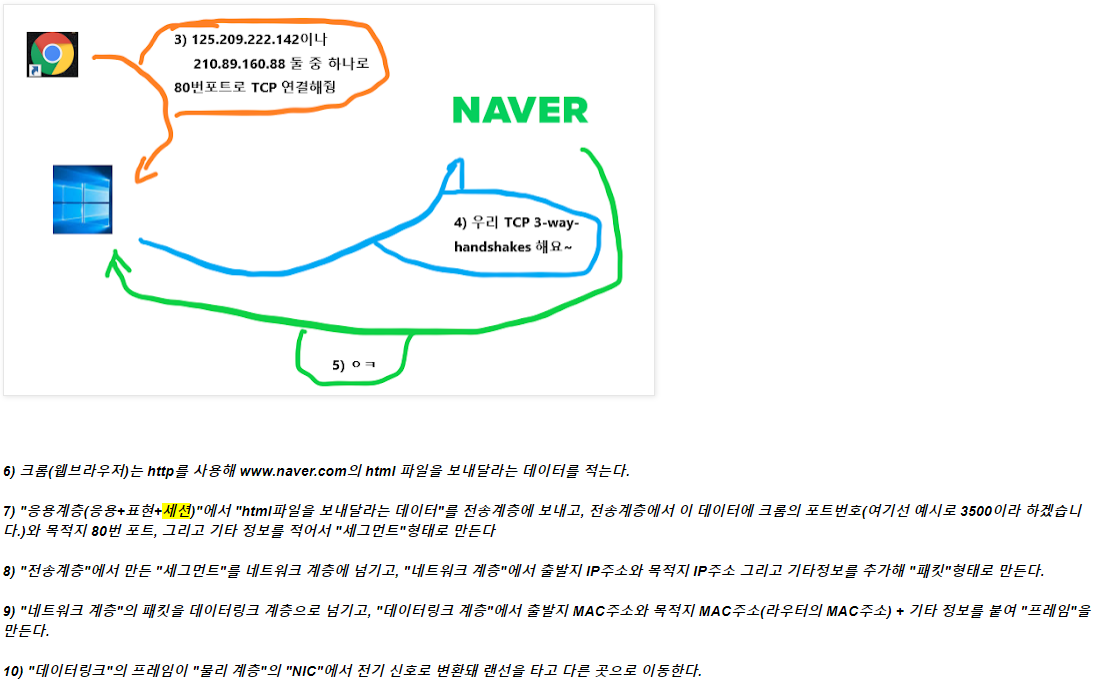 3) 125.209.222.142이나
210.89.160.88 둘 중 하나로
80번포트로 TCP 연결해줭
NAVER
4) 우리 TCP 3-way-
handshakes 해요~
5) ㅇㅋ
6) 크롬(웹브라우저)는 http를 사용해 www.naver.com의 html 파일을 보내달라는 데이터를 적는다.
7) "응용계층(응용+표현+세션)"에서 "html파일을 보내달라는 데이터"를 전송계층에 보내고, 전송계층에서 이 데이터에 크롬의 포트번호(여기선 예시로 3500이라 하겠습니
다.)와 목적지 80번 포트, 그리고 기타 정보를 적어서 "세그먼트"형태로 만든다
8) "전송계층"에서 만든 "세그먼트"를 네트워크 계층에 넘기고, "네트워크 계층"에서 출발지 IP주소와 목적지 IP주소 그리고 기타정보를 추가해 "패킷"형태로 만든다.
9) "네트워크 계층"의 패킷을 데이터링크 계층으로 넘기고, "데이터링크 계층"에서 출발지 MAC주소와 목적지 MAC주소(라우터의 MAC주소) + 기타 정보를 붙여 "프레임"을
만든다.
10) "데이터링크"의 프레임이 "물리 계층"의 "NIC"에서 전기 신호로 변환돼 랜선을 타고 다른 곳으로 이동한다.